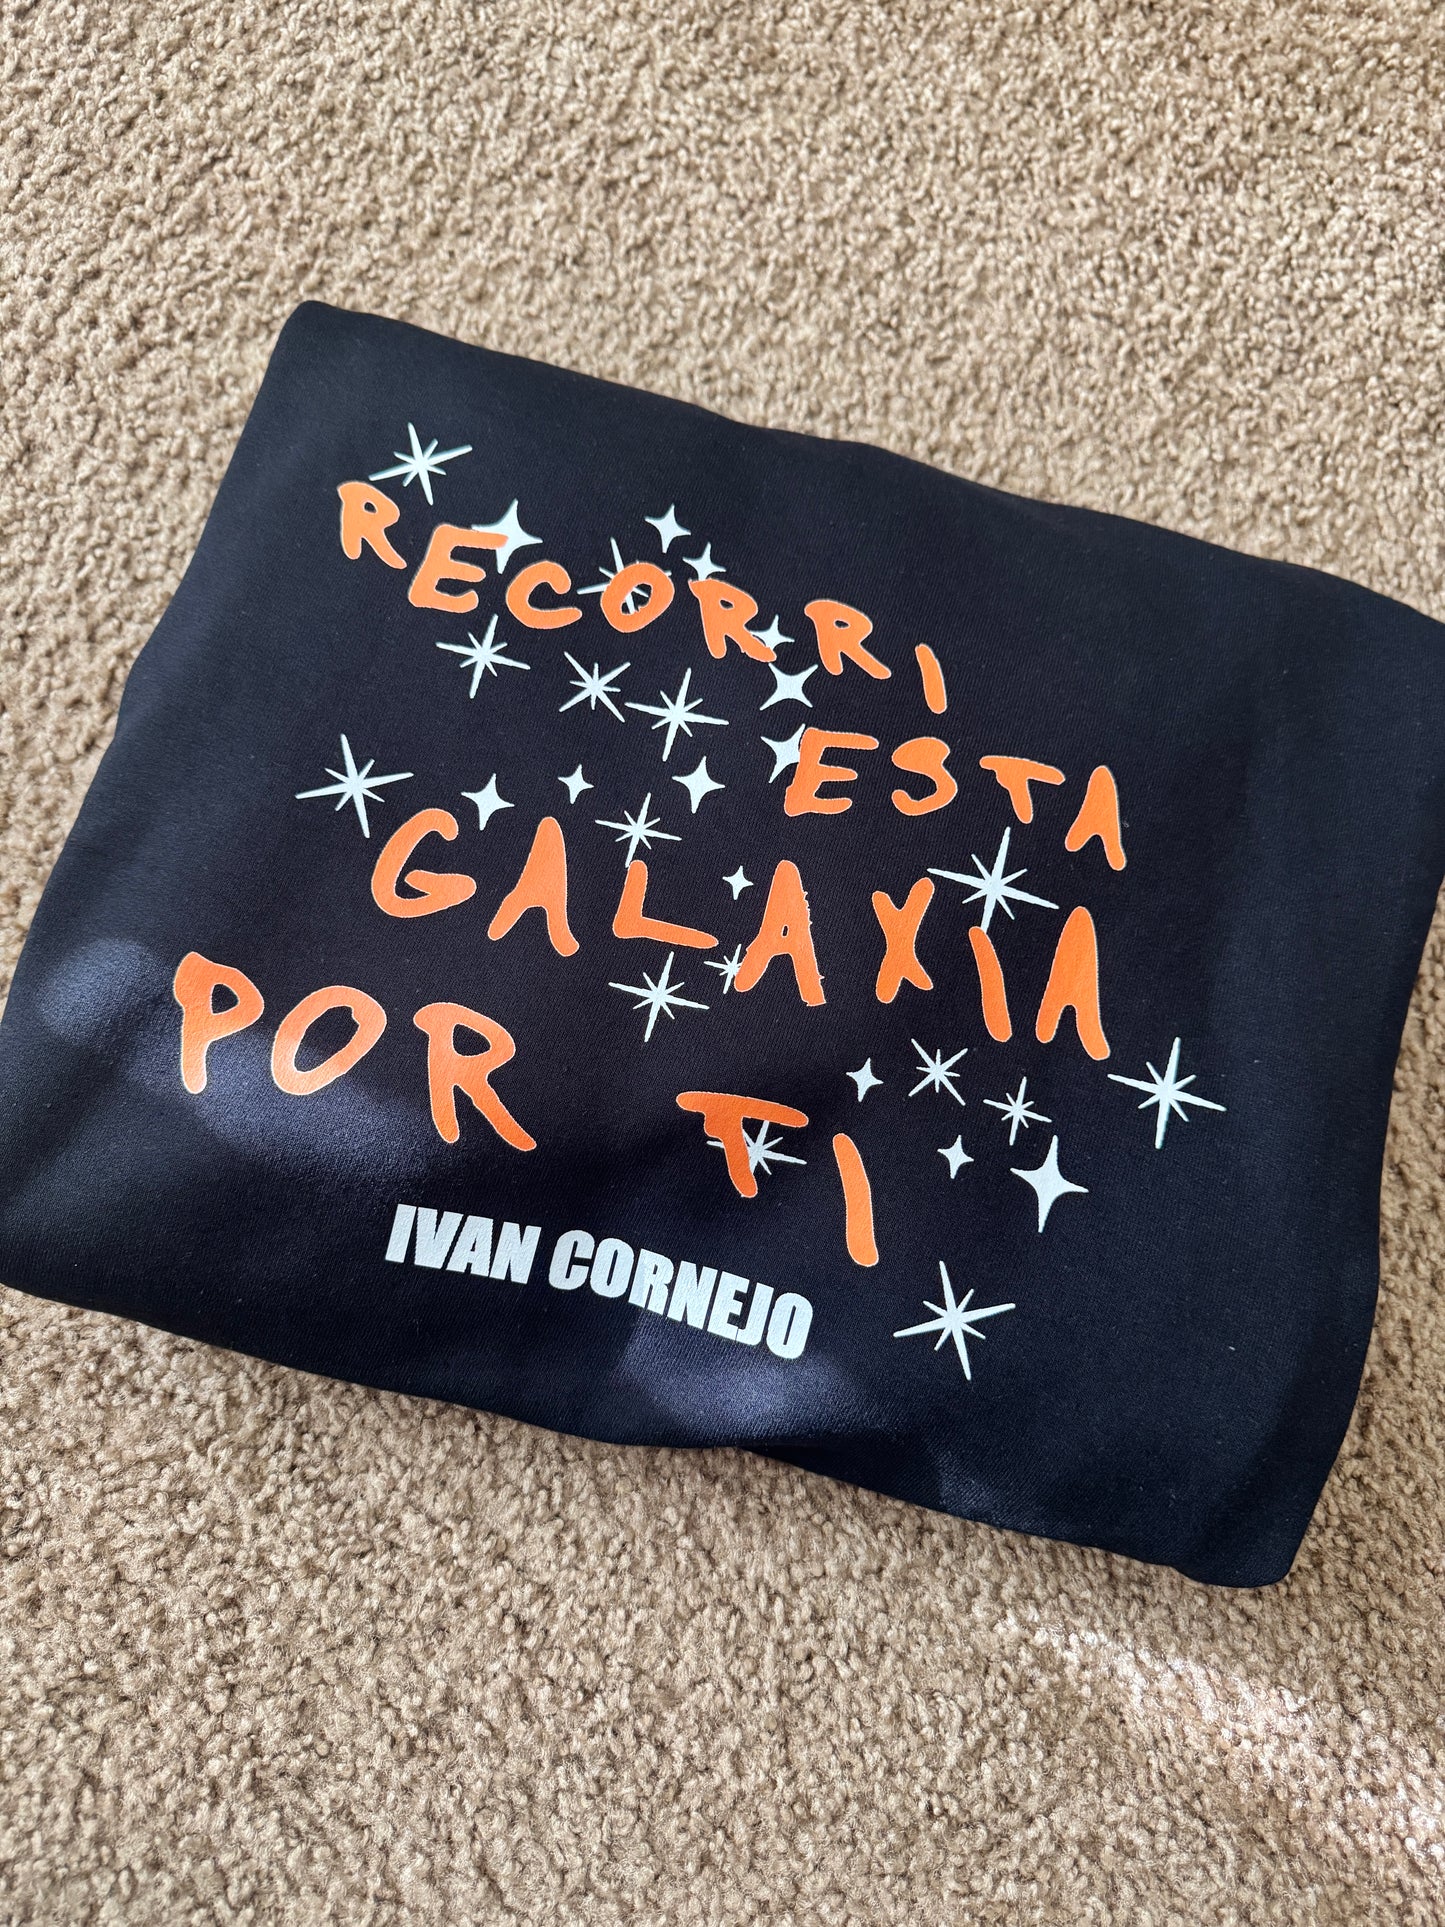 RECORRI
ESTA
GALAXIA
POR TI
IVAN CORNEJO